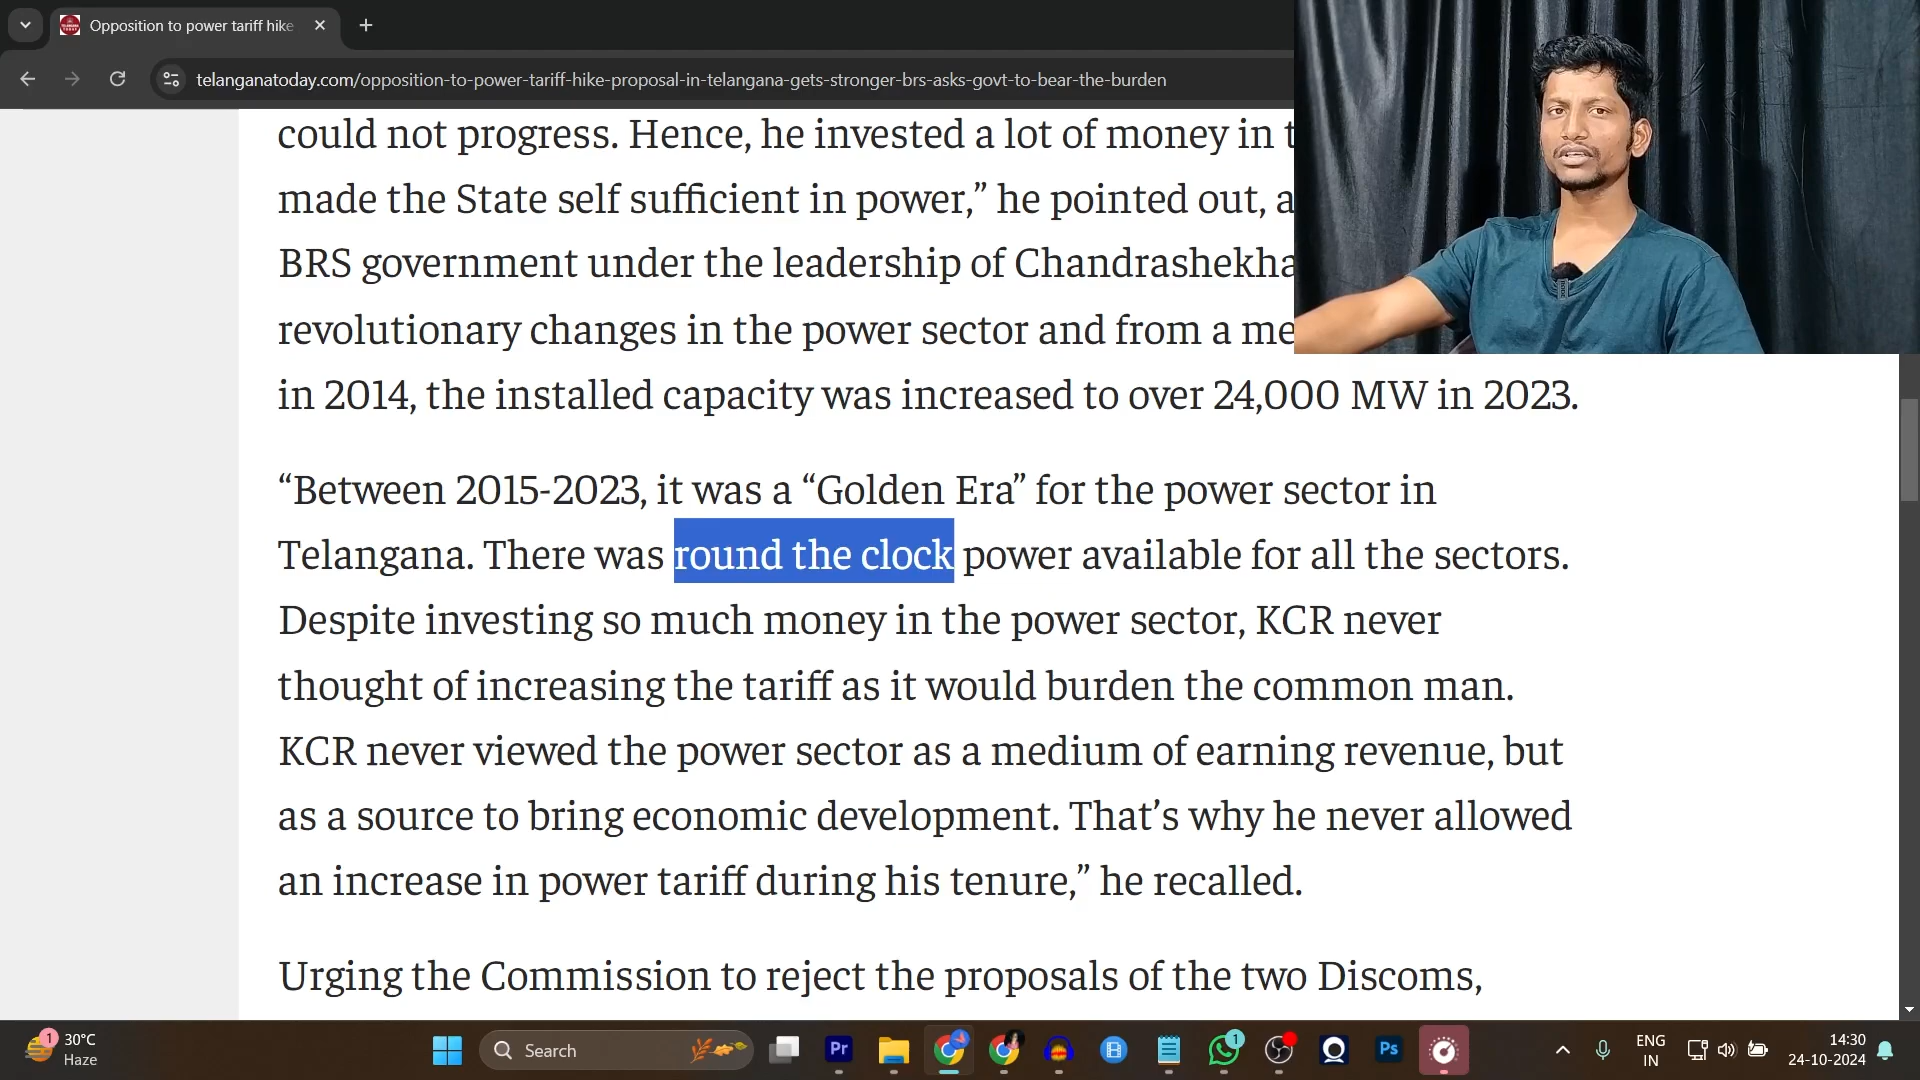 Opposition to power tariff hike
telanganatoday.com/opposition-to-power-tariff-hike-proposal-in-telangana-gets-stronger-brs-asks-govt-to-bear-the-burden
could not progress. Hence, he invested a lot of money in t
made the State self sufficient in power,” he pointed out, a
BRS government under the leadership of Chandrashekha
revolutionary changes in the power sector and from a me
in 2014, the installed capacity was increased to over 24,000 MW in 2023.
“Between 2015-2023, it was a “Golden Era” for the power sector in
Telangana. There was round the clock power available for all the sectors.
Despite investing so much money in the power sector, KCR never
thought of increasing the tariff as it would burden the common man.
KCR never viewed the power sector as a medium of earning revenue, but
as a source to bring economic development. That’s why he never allowed
an increase in power tariff during his tenure,” he recalled.
Urging the Commission to reject the proposals of the two Discoms,
1
30°C
Haze
Search
Pr
1
Ps
ENG
IN
14:30
24-10-2024